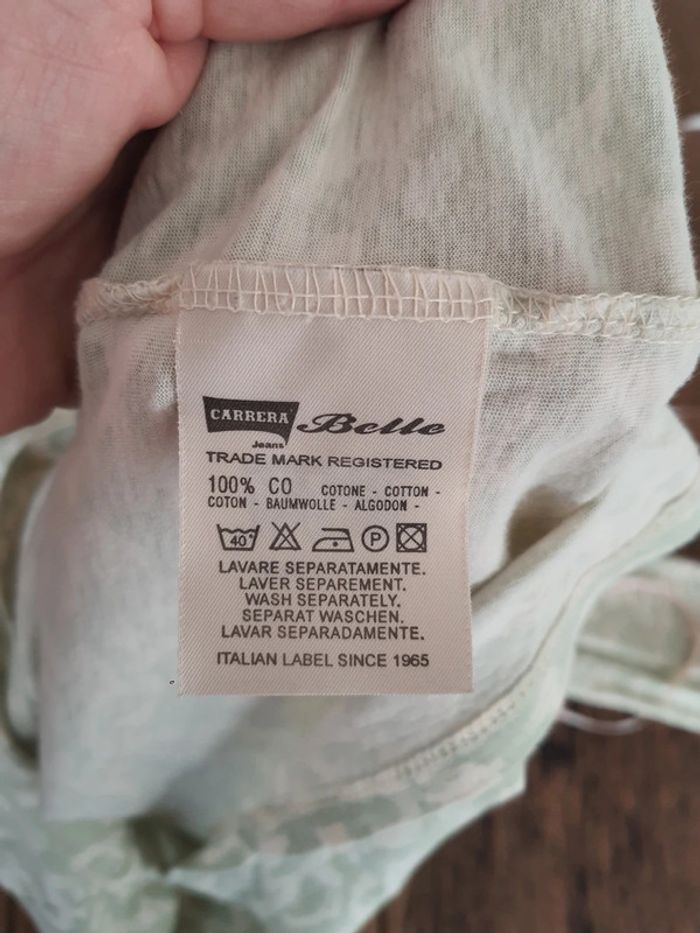 CARRERA Belle
Jeans
TRADE MARK REGISTERED
100% CO COTONE - COTTON -
COTON - BAUMWOLLE - ALGODON -
40° P
LAVARE SEPARATAMENTE.
LAVER SEPAREMENT.
WASH SEPARATELY.
SEPARAT WASCHEN.
LAVAR SEPARADAMENTE.
ITALIAN LABEL SINCE 1965